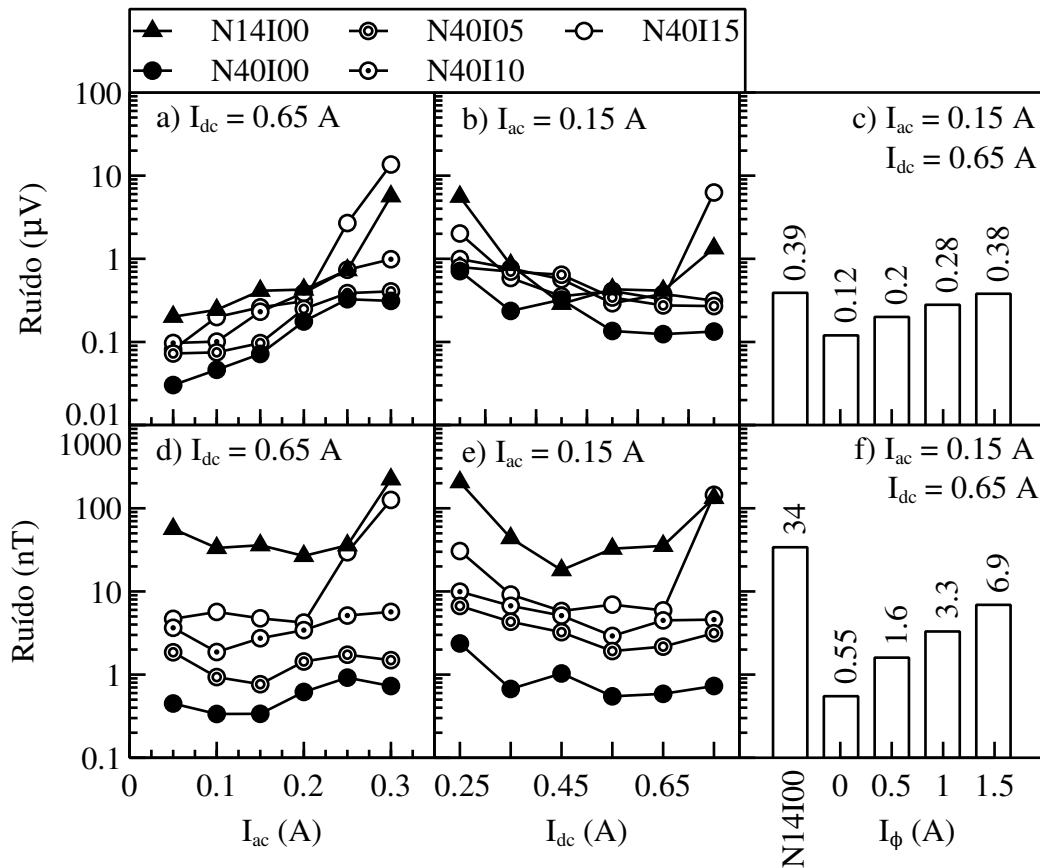 N14I00 N40I05 N40I15
N40I00 N40I10
a) I_dc = 0.65 A
b) I_ac = 0.15 A
c) I_ac = 0.15 A
I_dc = 0.65 A
100
10
1
0.1
0.01
Ruído (µV)
0.39
0.12
0.2
0.28
0.38
d) I_dc = 0.65 A
e) I_ac = 0.15 A
f) I_ac = 0.15 A
I_dc = 0.65 A
1000
100
10
1
0.1
Ruído (nT)
34
0.55
1.6
3.3
6.9
0 0.1 0.2 0.3
I_ac (A)
0.25 0.45 0.65
I_dc (A)
N14I00 0 0.5 1 1.5
I_ϕ (A)